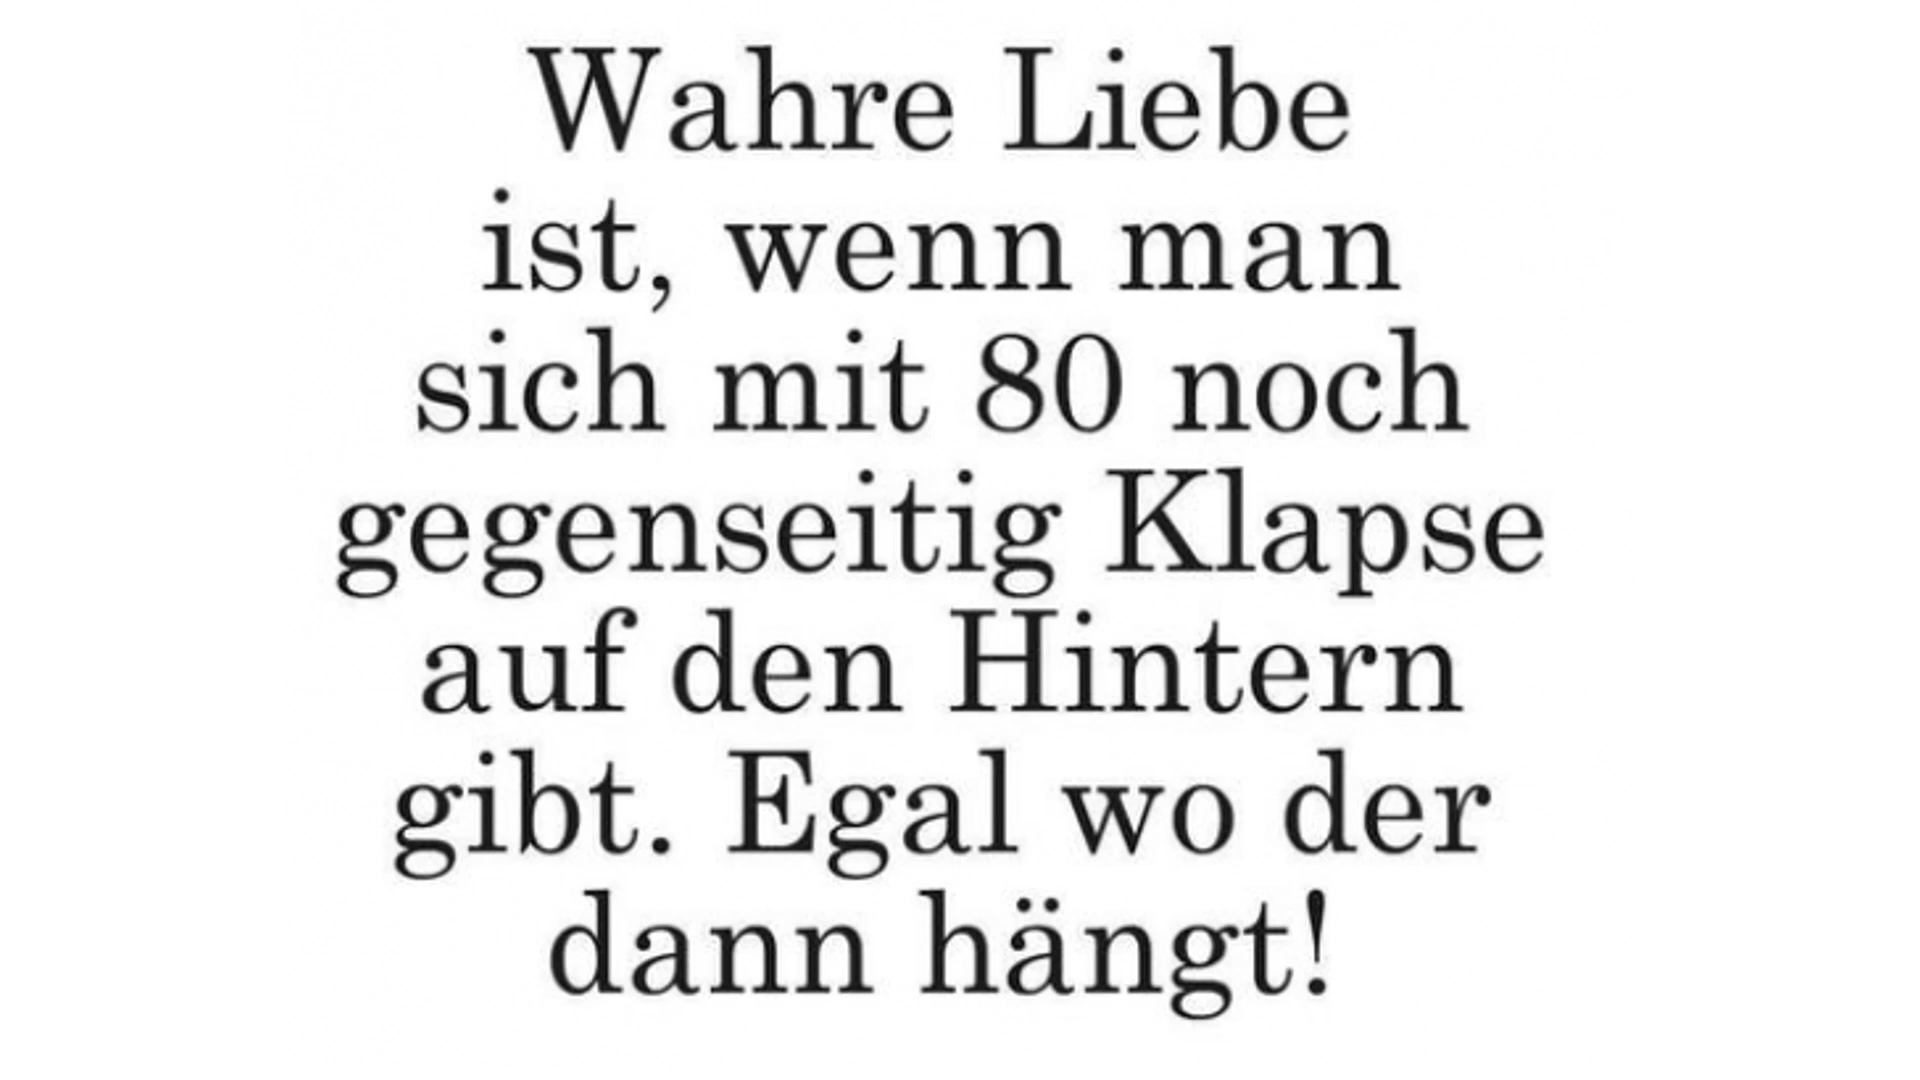 Wahre Liebe
ist, wenn man
sich mit 80 noch
gegenseitig Klapse
auf den Hintern
gibt. Egal wo der
dann hängt!